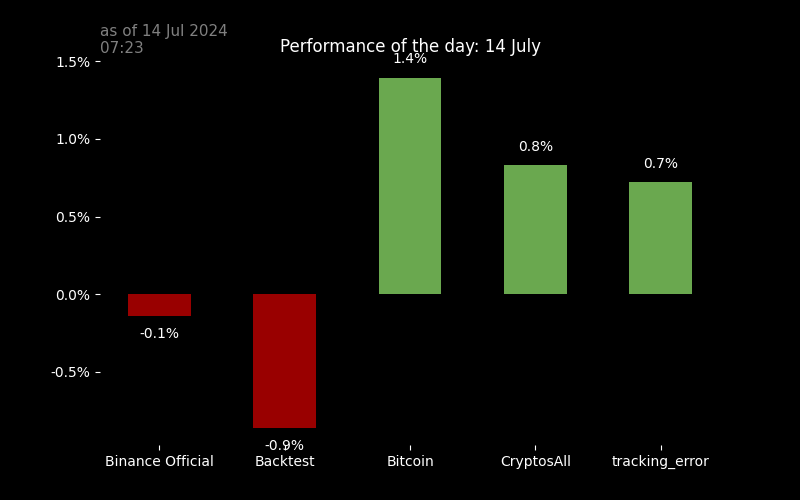 as of 14 Jul 2024
07:23
Performance of the day: 14 July
1.5%
1.0%
0.5%
0.0%
-0.5%
-0.1%
-0.9%
1.4%
0.8%
0.7%
Binance Official
Backtest
Bitcoin
CryptosAll
tracking_error